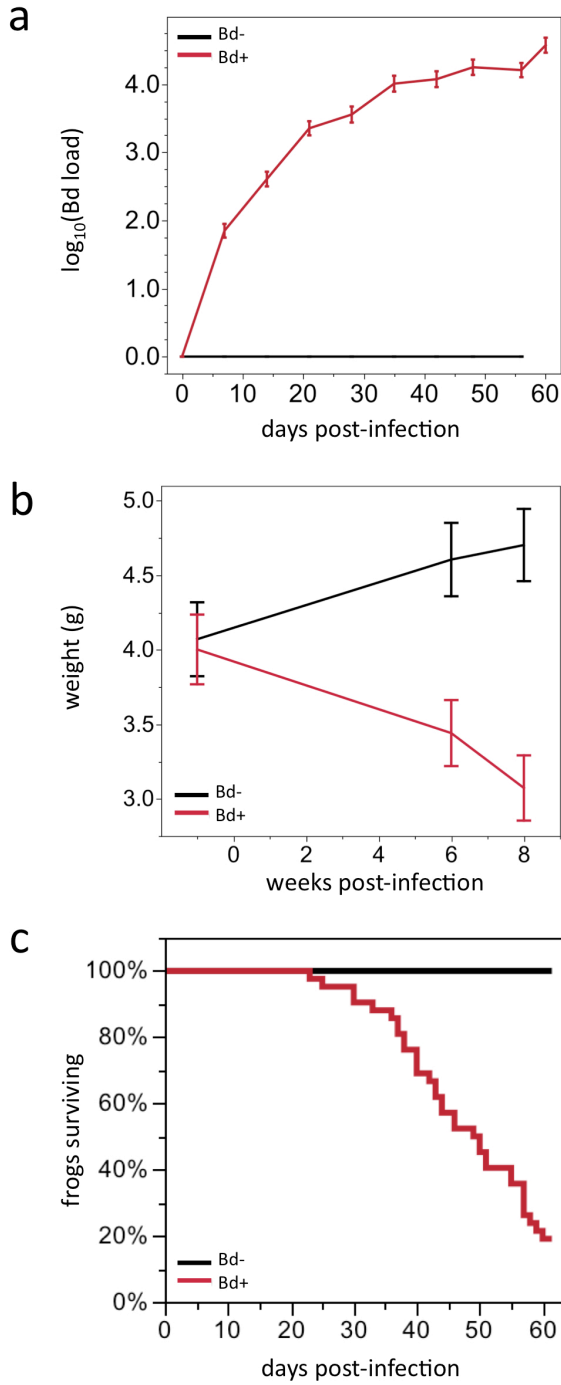 a
Bd-
Bd+
4.0
3.0
2.0
1.0
0.0
log₁₀(Bd load)
0 10 20 30 40 50 60
days post-infection
b
5.0
4.5
4.0
3.5
3.0
weight (g)
Bd-
Bd+
0 2 4 6 8
weeks post-infection
c
100%
80%
60%
40%
20%
0%
frogs surviving
Bd-
Bd+
0 10 20 30 40 50 60
days post-infection